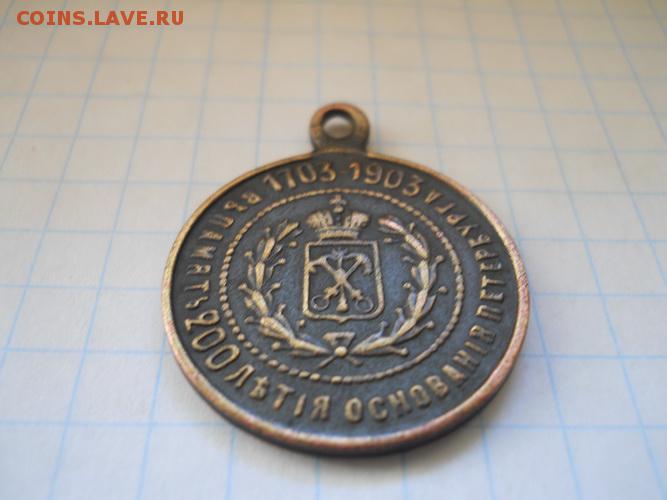 COINS.LAVE.RU
1703-1903
ВЪ ПАМЯТЬ 200 ЛѢТІЯ ОСНОВАНІЯ ПЕТЕРБУРГА